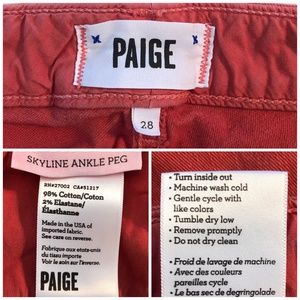 PAIGE
28
SKYLINE ANKLE PEG
RN#27002 CA#51217
98% Cotton/Coton
2% Elastane/
Élasthanne
Made in the USA of
imported fabric.
See care on reverse.
Fabrique aux etats-unis
du tissu importe
Voir le soin sur l'inverse.
PAIGE
• Turn inside out
• Machine wash cold
• Gentle cycle with
like colors
• Tumble dry low
• Remove promptly
• Do not dry clean
• Froid de lavage de machine
• Avec des couleurs
pareilles cycle
• Le bas sec de degringolade